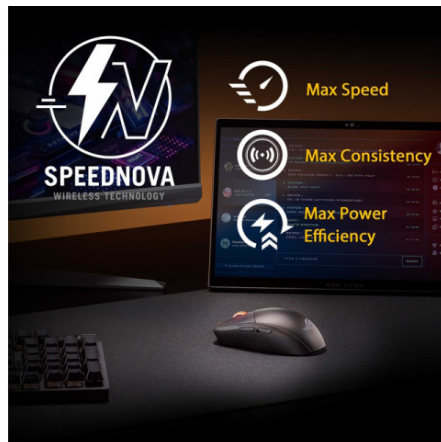 SPEEDNOVA
WIRELESS TECHNOLOGY
Max Speed
Max Consistency
Max Power
Efficiency